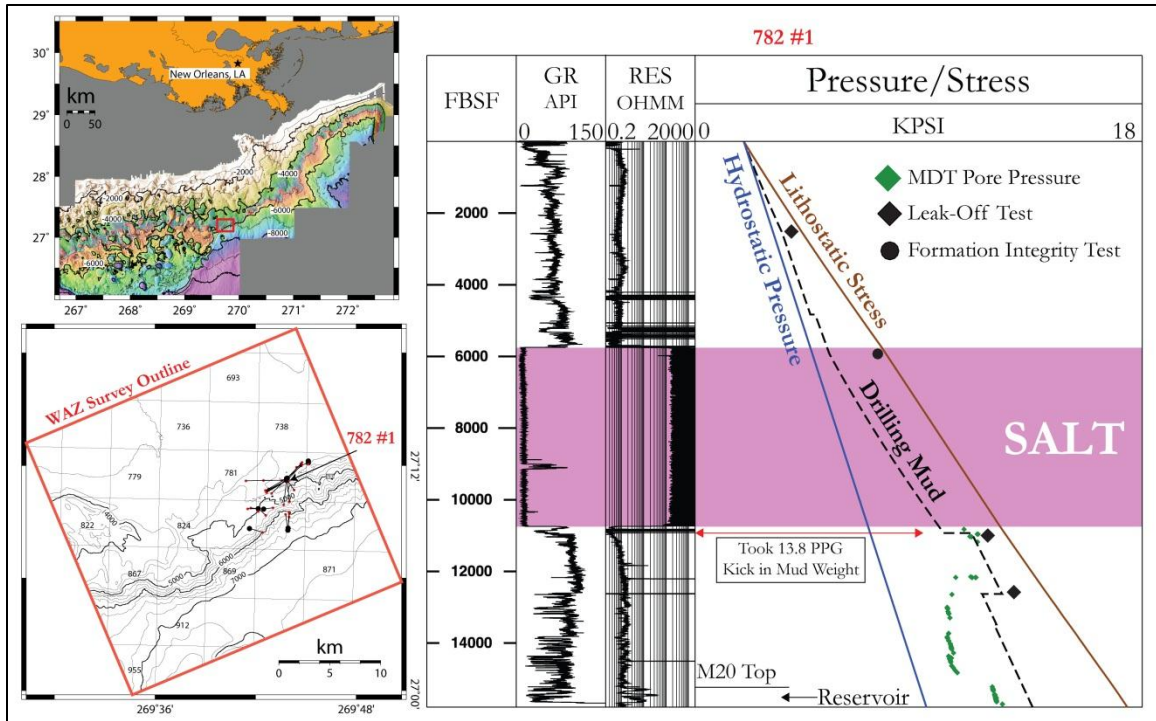 30˚
29˚
28˚
27˚
267˚ 268˚ 269˚ 270˚ 271˚ 272˚
New Orleans, LA
km
0 50
-2000
-4000
-6000
-2000
-4000
-8000
-6000
WAZ Survey Outline
693
736
738
782 #1
779
781
4000
822
824
5000
867
5000
6000
869
7000
871
912
955
km
0 10
27˚12'
27˚00'
269˚36' 269˚48'
782 #1
FBSF
GR
API
0 150
RES
OHMM
0.2 2000
Pressure/Stress
KPSI
0 18
MDT Pore Pressure
Leak-Off Test
Formation Integrity Test
Hydrostatic Pressure
Lithostatic Stress
Drilling Mud
SALT
2000
4000
6000
8000
10000
12000
14000
Took 13.8 PPG
Kick in Mud Weight
M20 Top
Reservoir